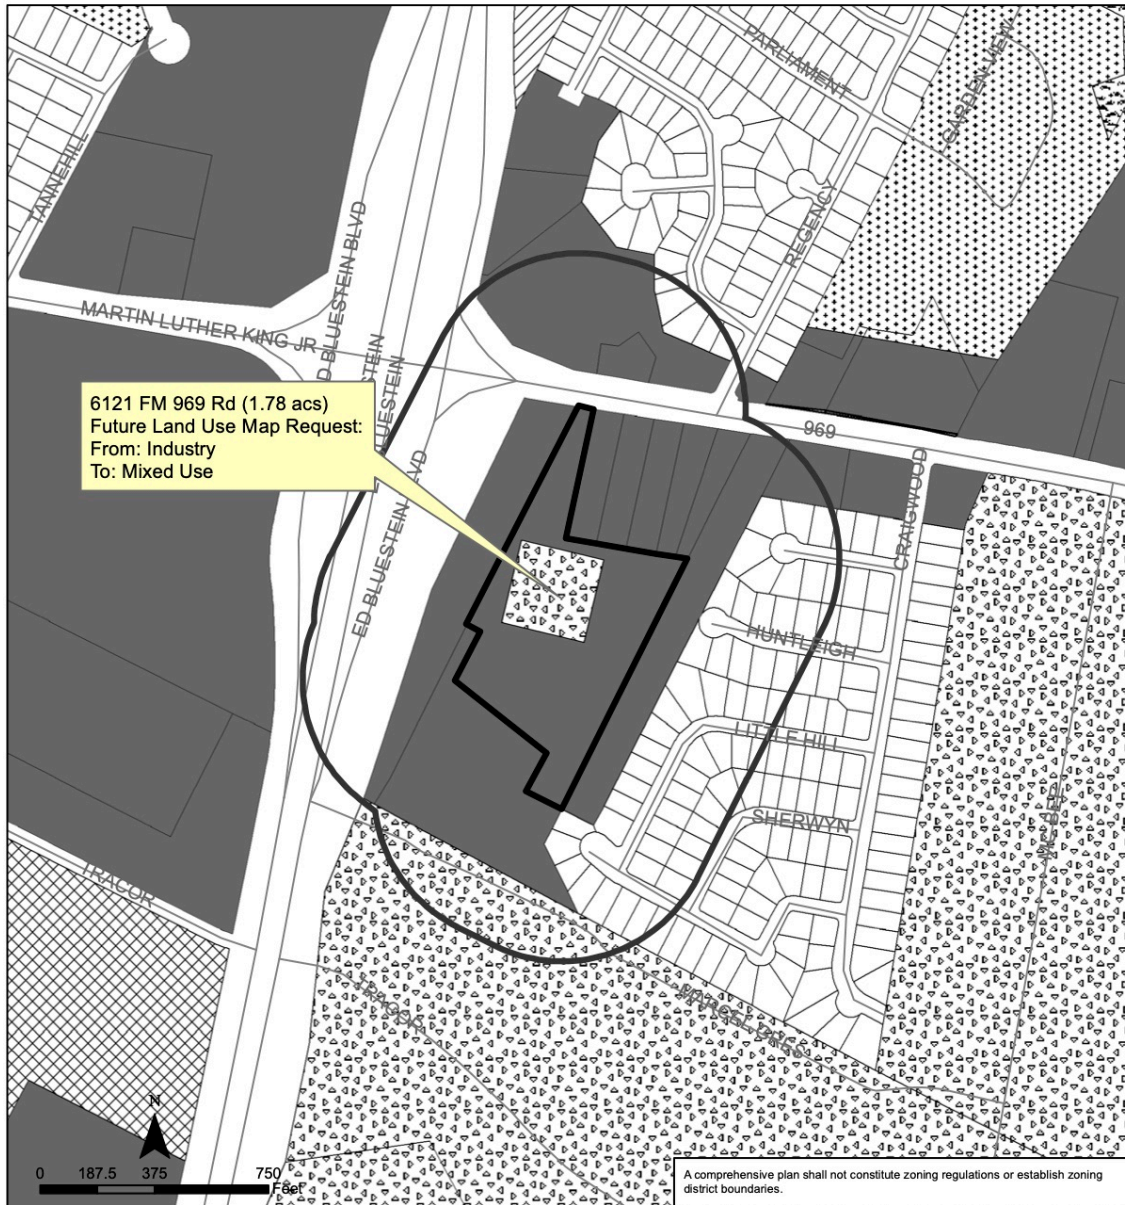 PARLIAMENT
GARDEN VIEW
TANNEHILL
REGENCY
ED BLUESTEIN BLVD
MARTIN LUTHER KING JR
BLUESTEIN
6121 FM 969 Rd (1.78 acs)
Future Land Use Map Request:
From: Industry
To: Mixed Use
969
CRAIGWOOD
ED BLUESTEIN BLVD
HUNTLEIGH
LITTLE HILL
SHERWYN
TRACOR
TRACOR
MARCEL DRES
N
0 187.5 375 750
Feet
A comprehensive plan shall not constitute zoning regulations or establish zoning
district boundaries.